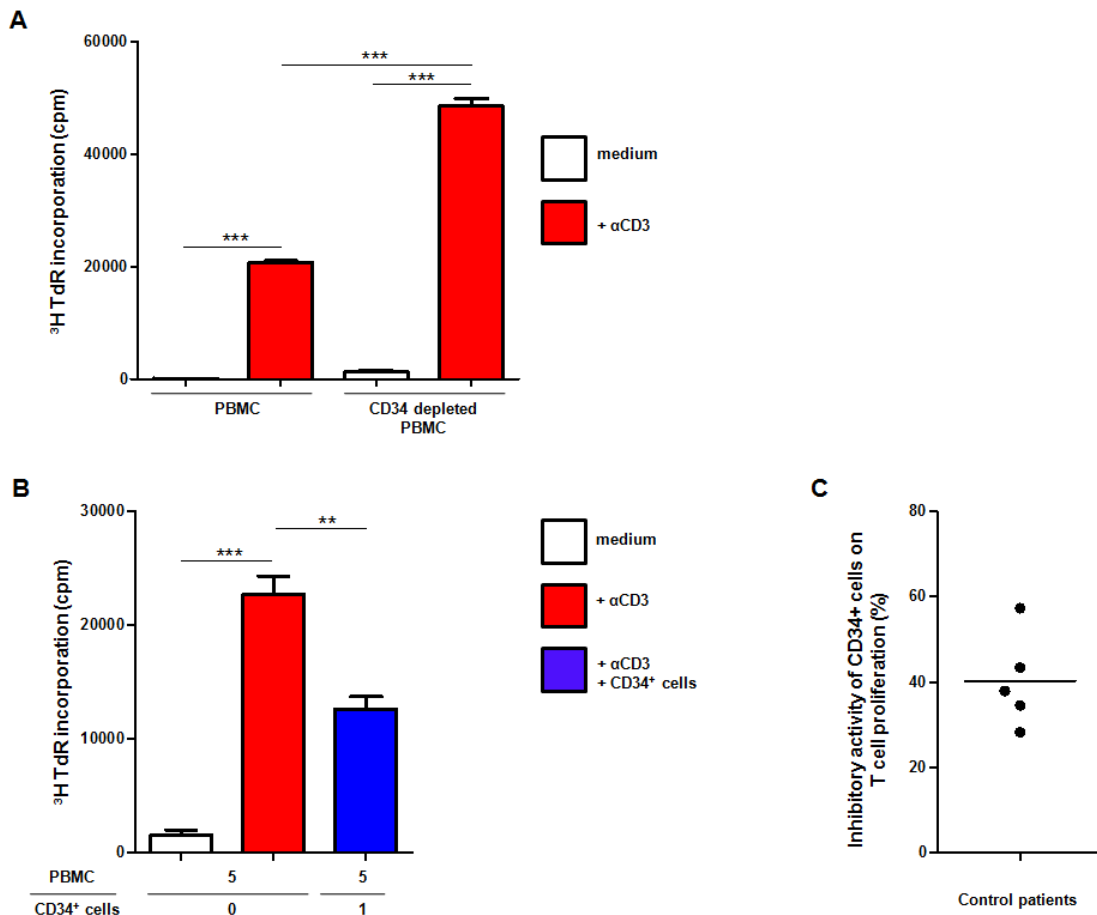 A
³H TdR incorporation (cpm)
60000
40000
20000
0
***
***
***
PBMC
CD34 depleted
PBMC
medium
+ αCD3
B
³H TdR incorporation (cpm)
30000
20000
10000
0
***
**
PBMC 5 5
CD34⁺ cells 0 1
medium
+ αCD3
+ αCD3
+ CD34⁺ cells
C
Inhibitory activity of CD34+ cells on
T cell proliferation (%)
80
60
40
20
0
Control patients